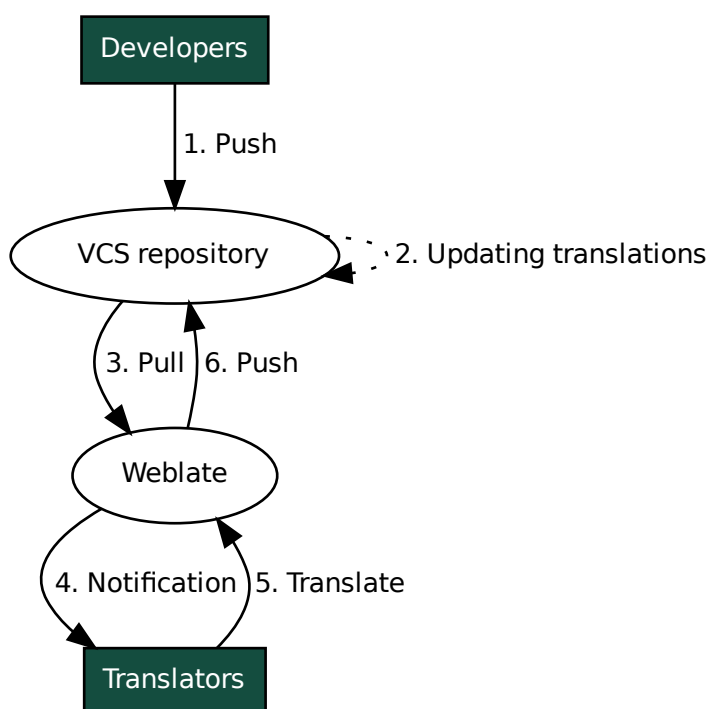 Developers
1. Push
VCS repository
2. Updating translations
3. Pull
6. Push
Weblate
4. Notification
5. Translate
Translators